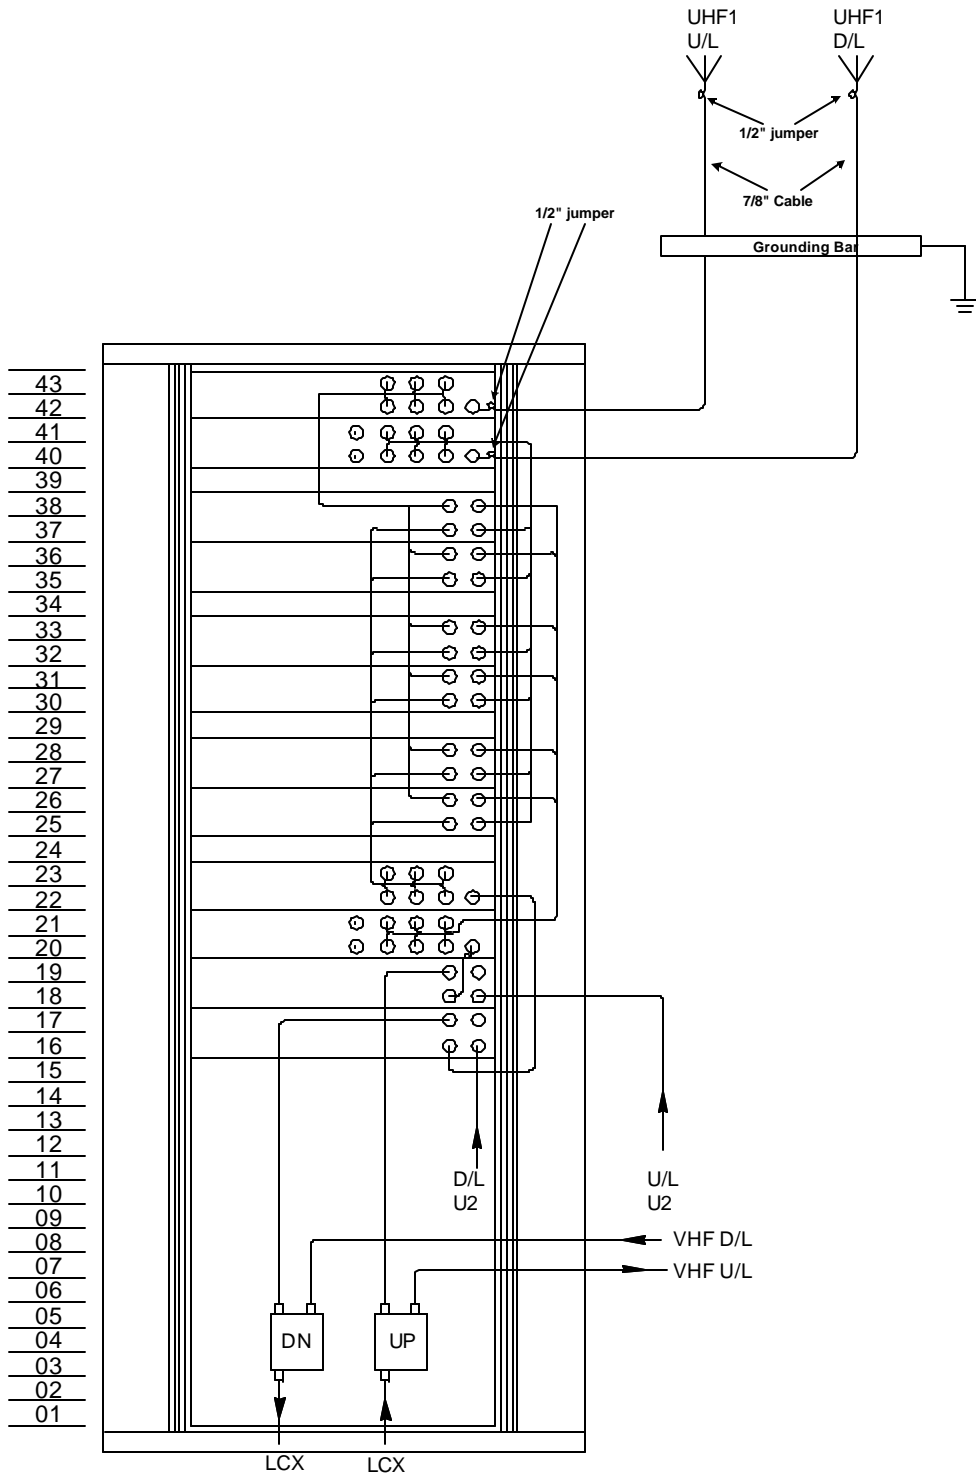 UHF1
U/L
UHF1
D/L
1/2" jumper
7/8" Cable
1/2" jumper
Grounding Bar
43
42
41
40
39
38
37
36
35
34
33
32
31
30
29
28
27
26
25
24
23
22
21
20
19
18
17
16
15
14
13
12
11
10
09
08
07
06
05
04
03
02
01
D/L
U2
U/L
U2
VHF D/L
VHF U/L
DN
UP
LCX
LCX